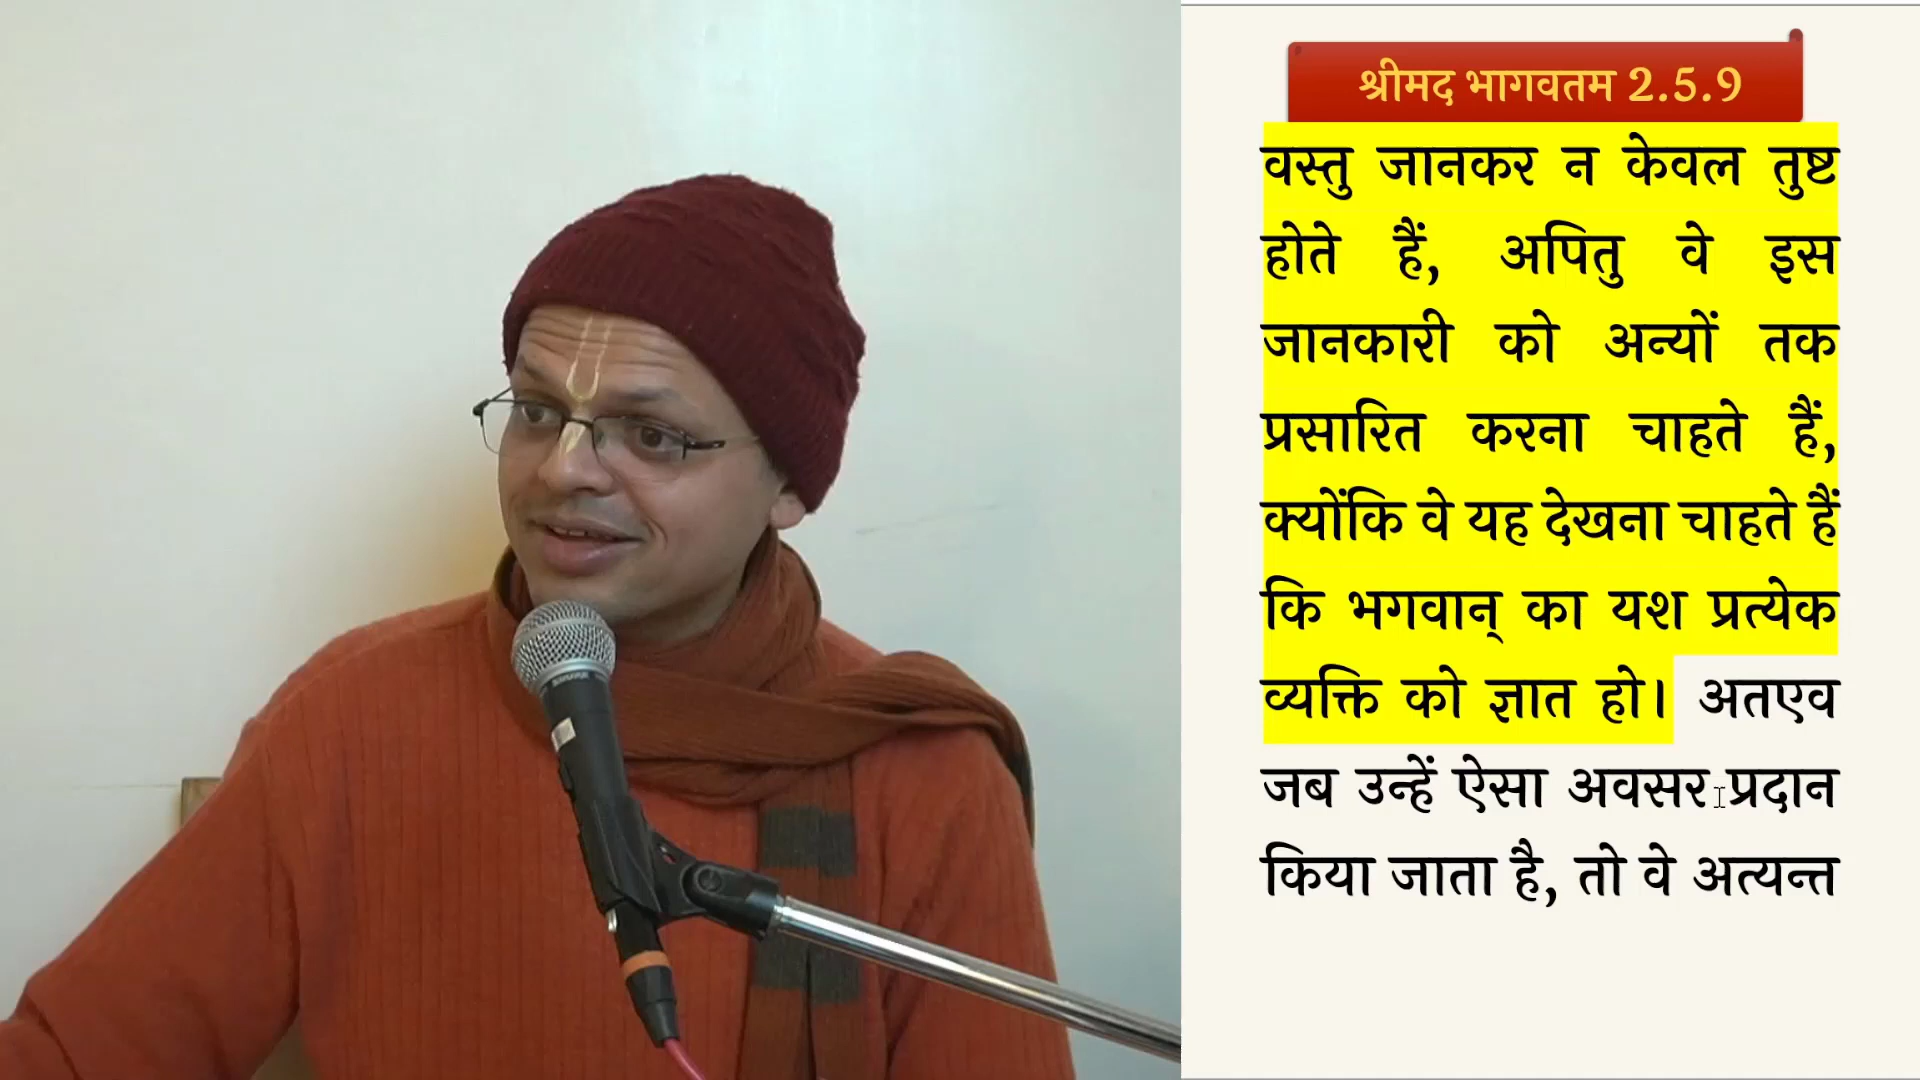 श्रीमद भागवतम 2.5.9
वस्तु जानकर न केवल तुष्ट
होते हैं, अपितु वे इस
जानकारी को अन्यों तक
प्रसारित करना चाहते हैं,
क्योंकि वे यह देखना चाहते हैं
कि भगवान् का यश प्रत्येक
व्यक्ति को ज्ञात हो। अतएव
जब उन्हें ऐसा अवसर प्रदान
किया जाता है, तो वे अत्यन्त
SHURE